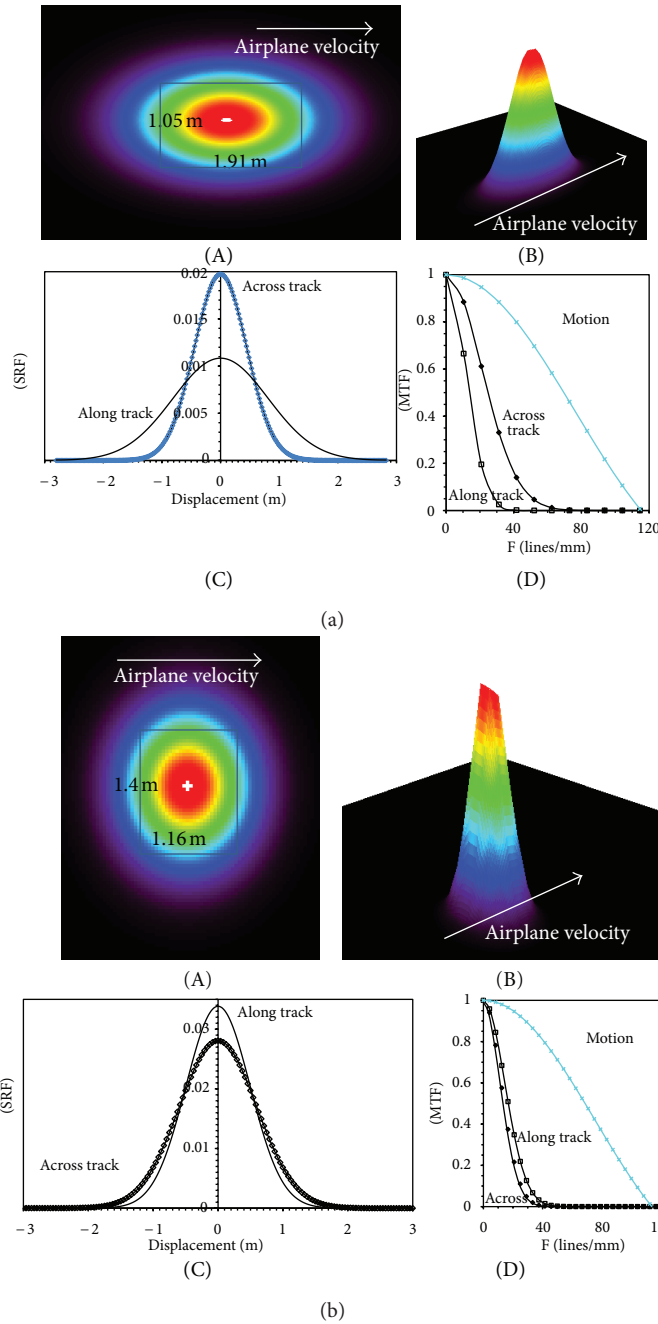 Airplane velocity
1.05 m
1.91 m
(A)
Airplane velocity
(B)
0.02
0.015
0.01
0.005
0
Across track
Along track
(SRF)
−3 −2 −1 0 1 2 3
Displacement (m)
(C)
1
0.8
0.6
0.4
0.2
0
Motion
Across
track
Along track
(MTF)
0 40 80 120
F (lines/mm)
(D)
(a)
Airplane velocity
1.4 m
1.16 m
(A)
Airplane velocity
(B)
0.03
0.02
0.01
0
Along track
Across track
(SRF)
−3 −2 −1 0 1 2 3
Displacement (m)
(C)
1
0.8
0.6
0.4
0.2
0
Motion
Along track
Across
(MTF)
0 40 80
F (lines/mm)
(D)
(b)